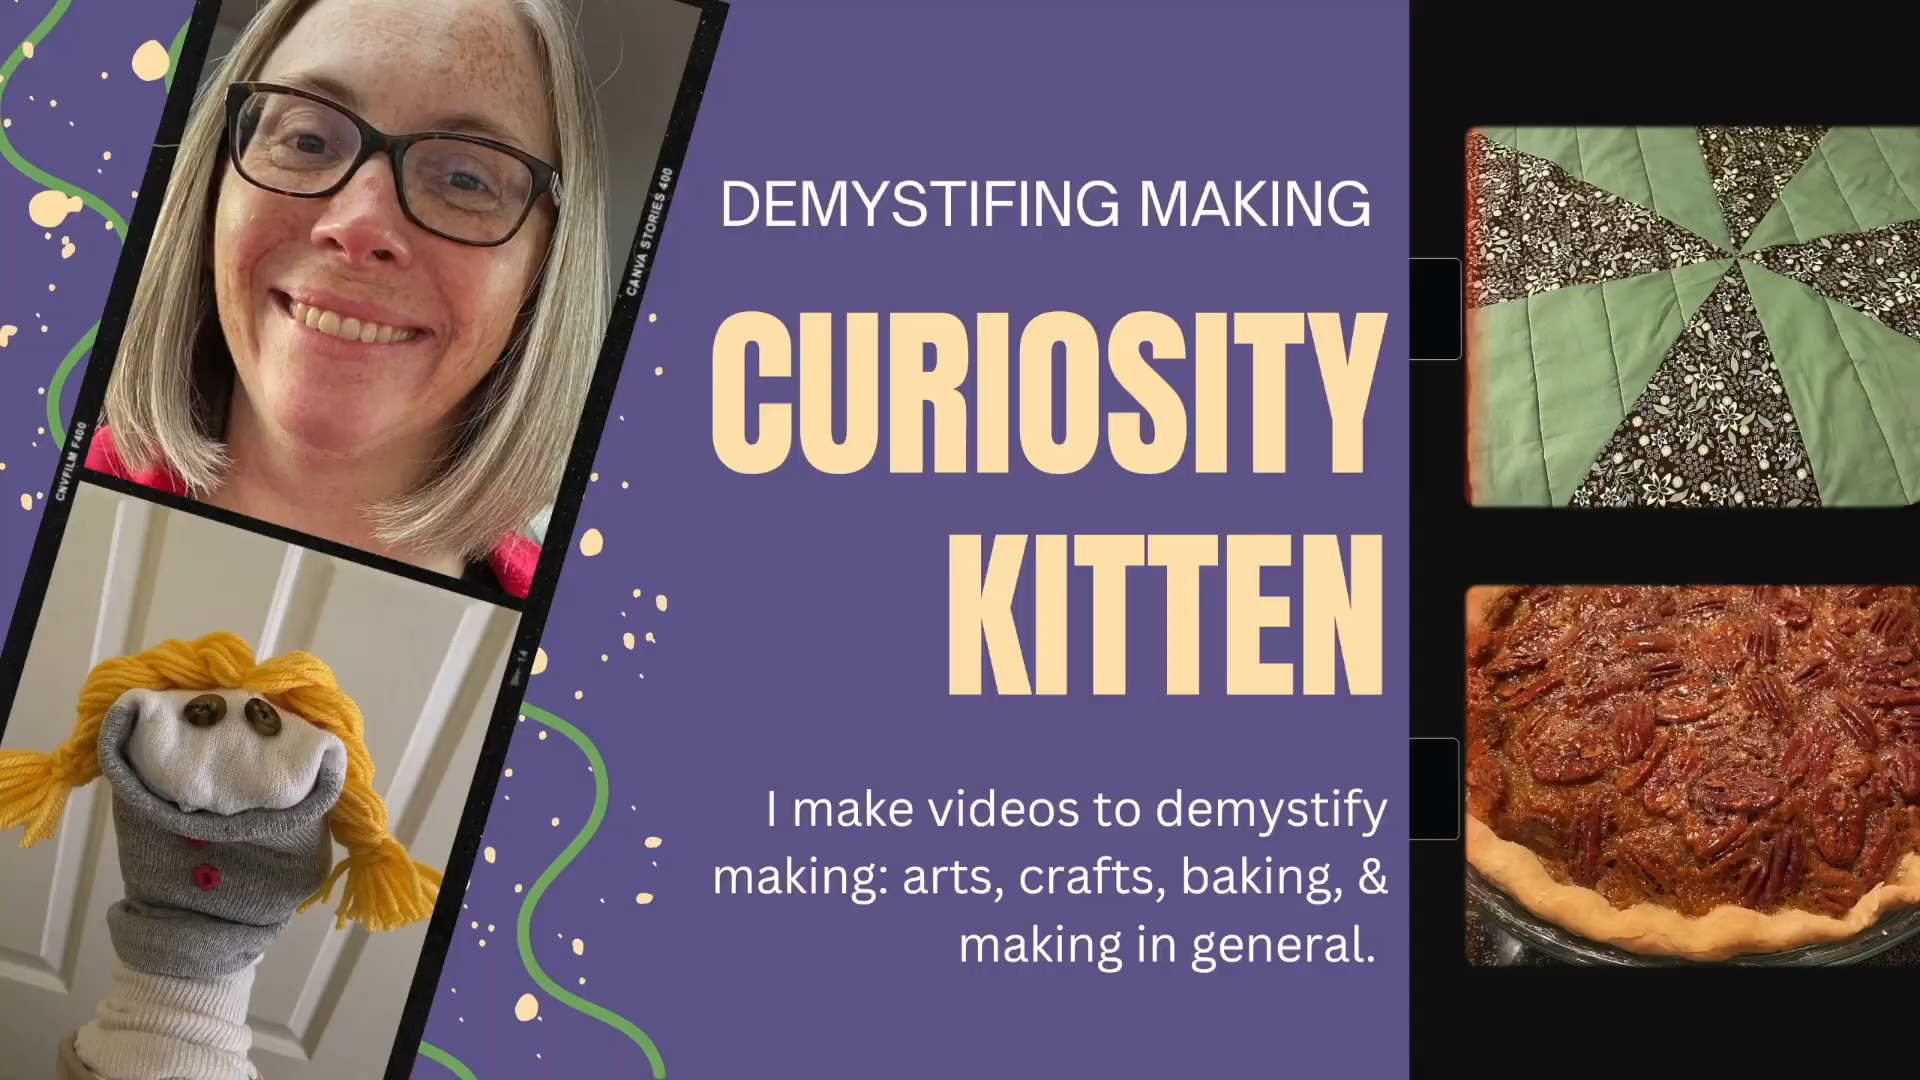 DEMYSTIFING MAKING
CURIOSITY
KITTEN
I make videos to demystify
making: arts, crafts, baking, &
making in general.
CANVA STORIES 400
CNVFILM F400
14